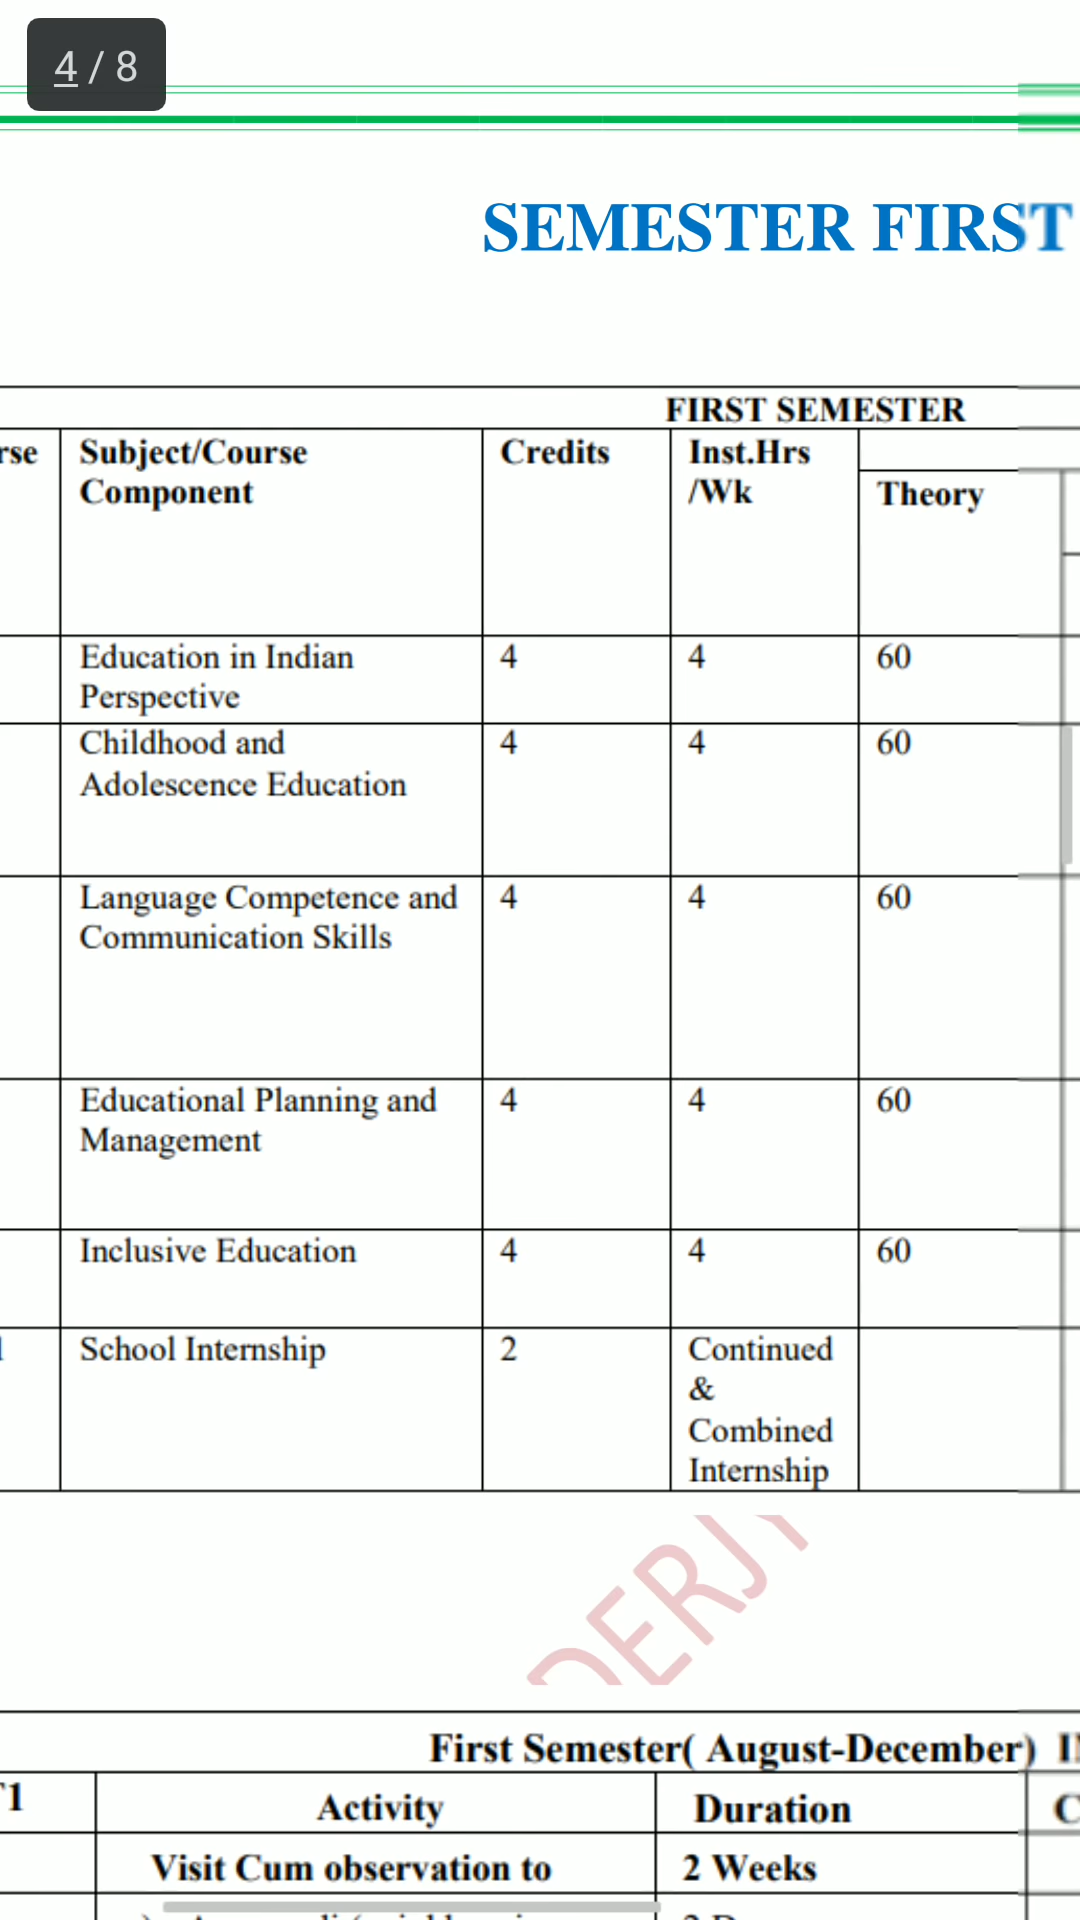 4 / 8
SEMESTER FIRST
FIRST SEMESTER
rse Subject/Course Credits Inst.Hrs
Component /Wk Theory
Education in Indian 4 4 60
Perspective
Childhood and 4 4 60
Adolescence Education
Language Competence and 4 4 60
Communication Skills
Educational Planning and 4 4 60
Management
Inclusive Education 4 4 60
School Internship 2 Continued
&
Combined
Internship
DERJ
First Semester( August-December)
1 Activity Duration
Visit Cum observation to 2 Weeks